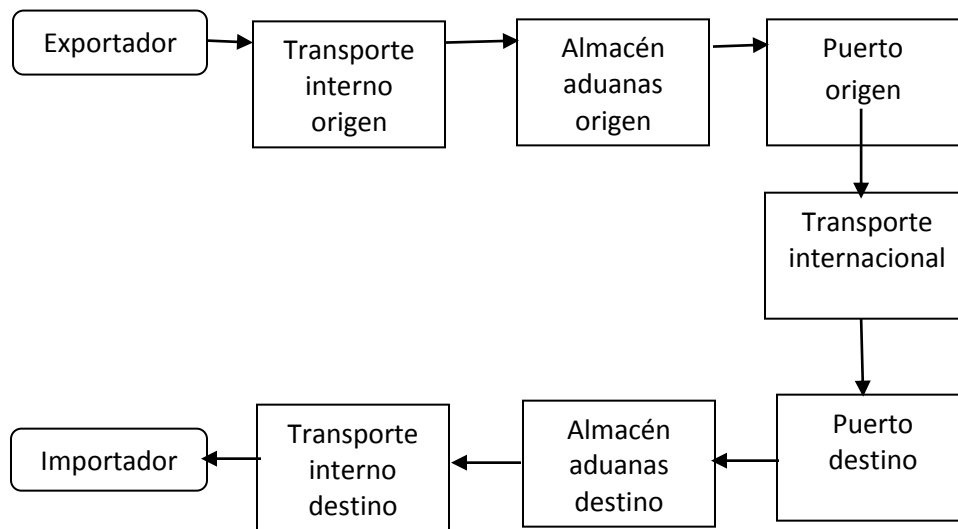 Exportador
Transporte
interno
origen
Almacén
aduanas
origen
Puerto
origen
Transporte
internacional
Puerto
destino
Almacén
aduanas
destino
Transporte
interno
destino
Importador